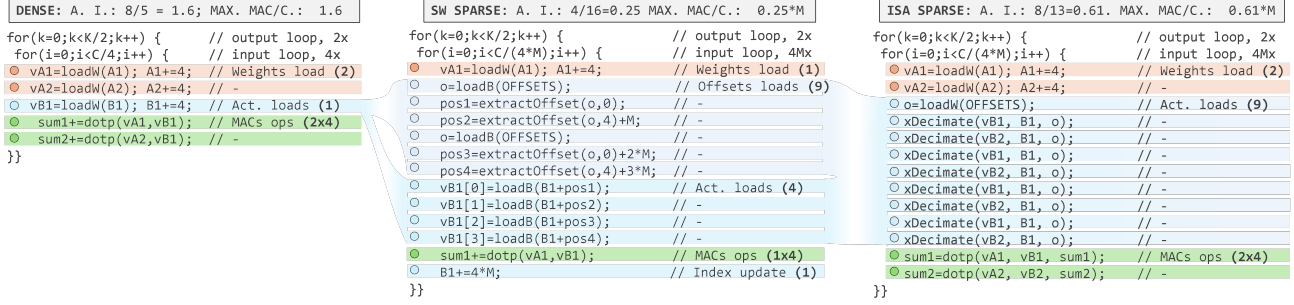 DENSE: A. I.: 8/5 = 1.6; MAX. MAC/C.: 1.6
for(k=0;k<K/2;k++) { // output loop, 2x
for(i=0;i<C/4;i++) { // input loop, 4x
vA1=loadW(A1); A1+=4; // Weights load (2)
vA2=loadW(A2); A2+=4; // -
vB1=loadW(B1); B1+=4; // Act. loads (1)
sum1+=dotp(vA1,vB1); // MACs ops (2x4)
sum2+=dotp(vA2,vB1); // -
}}
SW SPARSE: A. I.: 4/16=0.25 MAX. MAC/C.: 0.25*M
for(k=0;k<K/2;k++) { // output loop, 2x
for(i=0;i<C/(4*M);i++) { // input loop, 4Mx
vA1=loadW(A1); A1+=4; // Weights load (1)
o=loadB(OFFSETS); // Offsets loads (9)
pos1=extractOffset(o,0); // -
pos2=extractOffset(o,4)+M; // -
o=loadB(OFFSETS); // -
pos3=extractOffset(o,0)+2*M; // -
pos4=extractOffset(o,4)+3*M; // -
vB1[0]=loadB(B1+pos1); // Act. loads (4)
vB1[1]=loadB(B1+pos2); // -
vB1[2]=loadB(B1+pos3); // -
vB1[3]=loadB(B1+pos4); // -
sum1+=dotp(vA1,vB1); // MACs ops (1x4)
B1+=4*M; // Index update (1)
}}
ISA SPARSE: A. I.: 8/13=0.61. MAX. MAC/C.: 0.61*M
for(k=0;k<K/2;k++) { // output loop, 2x
for(i=0;i<C/(4*M);i++) { // input loop, 4Mx
vA1=loadW(A1); A1+=4; // Weights load (2)
vA2=loadW(A2); A2+=4; // -
o=loadW(OFFSETS); // Act. loads (9)
xDecimate(vB1, B1, o); // -
xDecimate(vB2, B1, o); // -
xDecimate(vB1, B1, o); // -
xDecimate(vB2, B1, o); // -
xDecimate(vB1, B1, o); // -
xDecimate(vB2, B1, o); // -
xDecimate(vB1, B1, o); // -
xDecimate(vB2, B1, o); // -
sum1=dotp(vA1, vB1, sum1); // MACs ops (2x4)
sum2=dotp(vA2, vB2, sum2); // -
}}